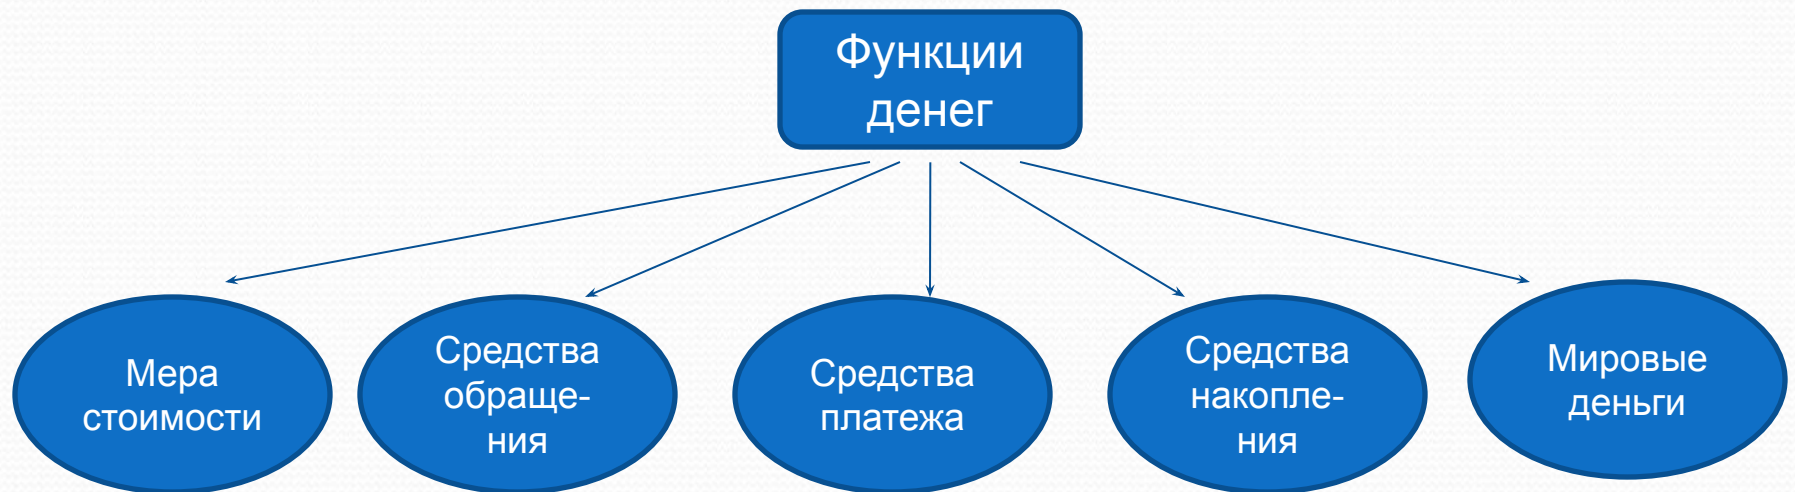 Функции
денег
Мера
стоимости
Средства
обраще-
ния
Средства
платежа
Средства
накопле-
ния
Мировые
деньги